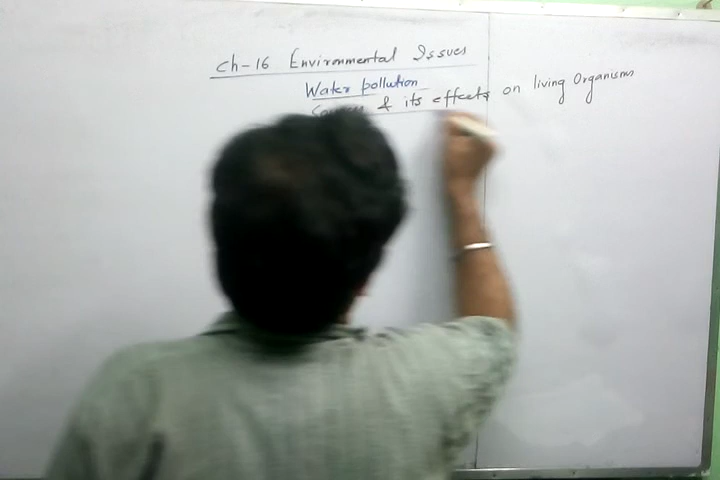 Ch-16 Environmental Issues
Water pollution
& its effects on living Organisms